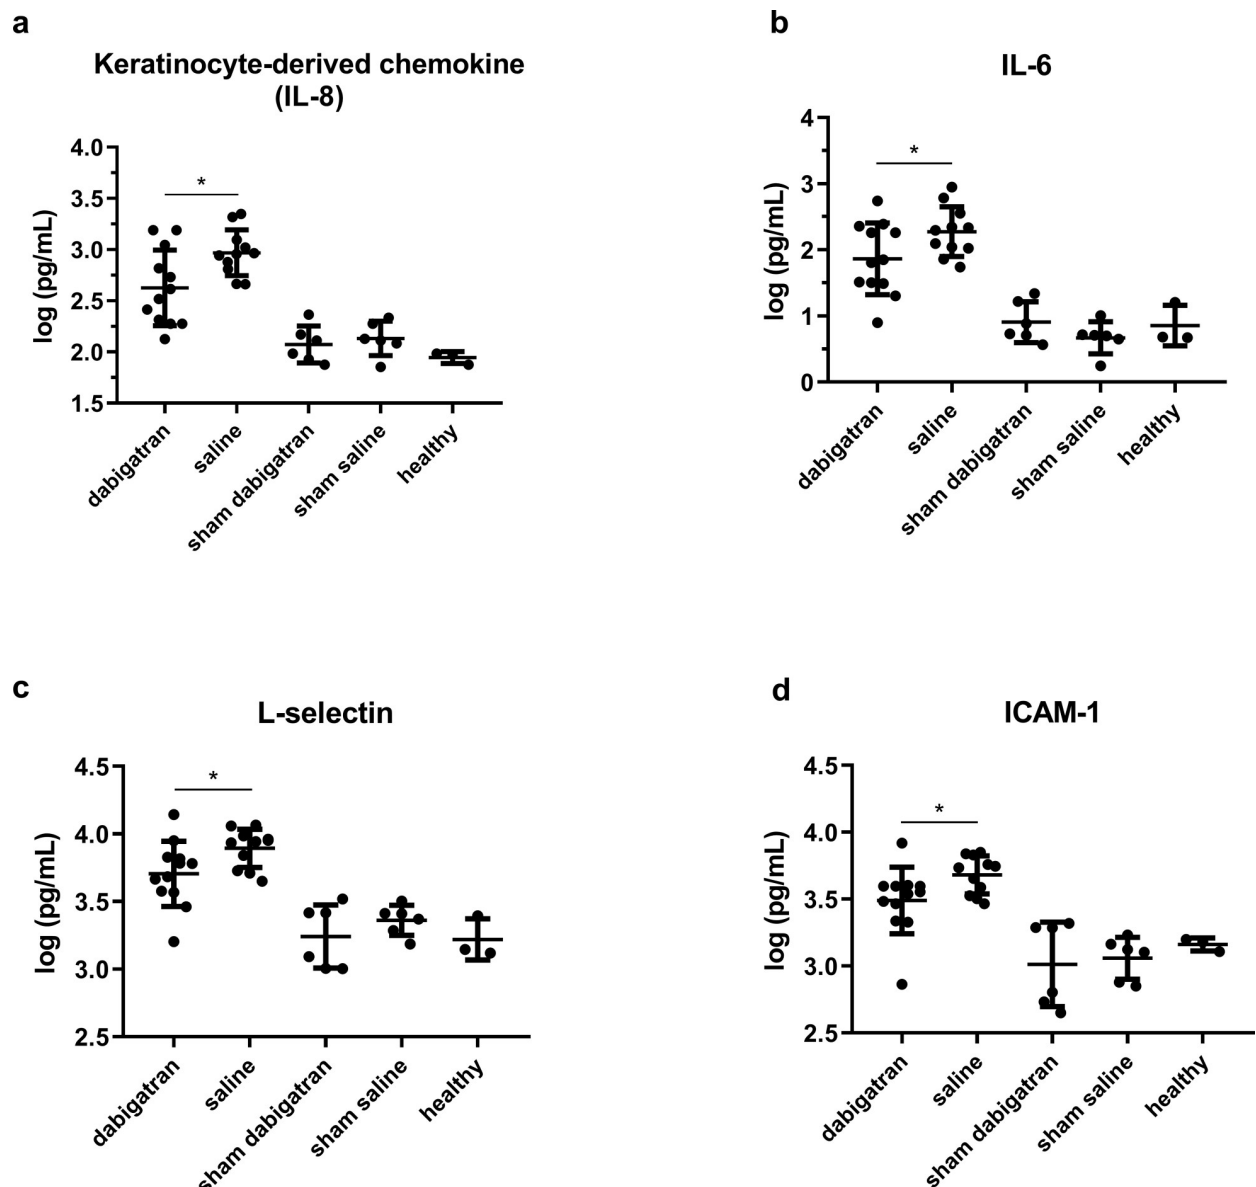 a
Keratinocyte-derived chemokine
(IL-8)
log (pg/mL)
4.0
3.5
3.0
2.5
2.0
1.5
*
dabigatran
saline
sham dabigatran
sham saline
healthy
b
IL-6
log (pg/mL)
4
3
2
1
0
*
dabigatran
saline
sham dabigatran
sham saline
healthy
c
L-selectin
log (pg/mL)
4.5
4.0
3.5
3.0
2.5
*
dabigatran
saline
sham dabigatran
sham saline
healthy
d
ICAM-1
log (pg/mL)
4.5
4.0
3.5
3.0
2.5
*
dabigatran
saline
sham dabigatran
sham saline
healthy